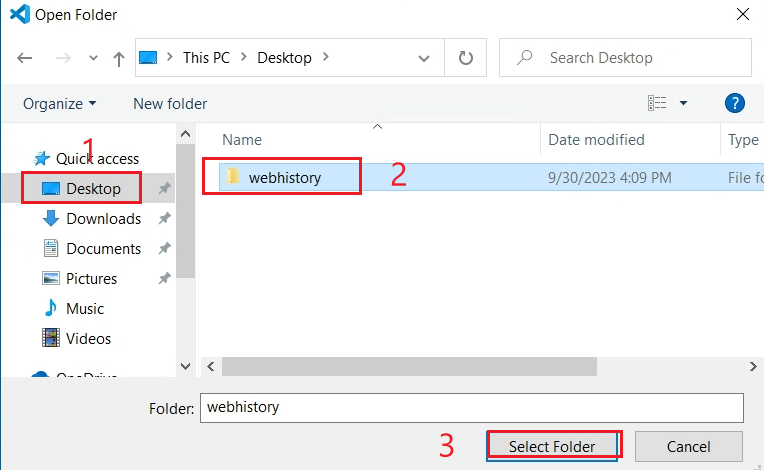 Open Folder
This PC Desktop Search Desktop
Organize New folder ?
Name Date modified Type
1
Quick access
Desktop
webhistory 2 9/30/2023 4:09 PM File fo
Downloads
Documents
Pictures
Music
Videos
OneDrive
Folder: webhistory
3 Select Folder Cancel